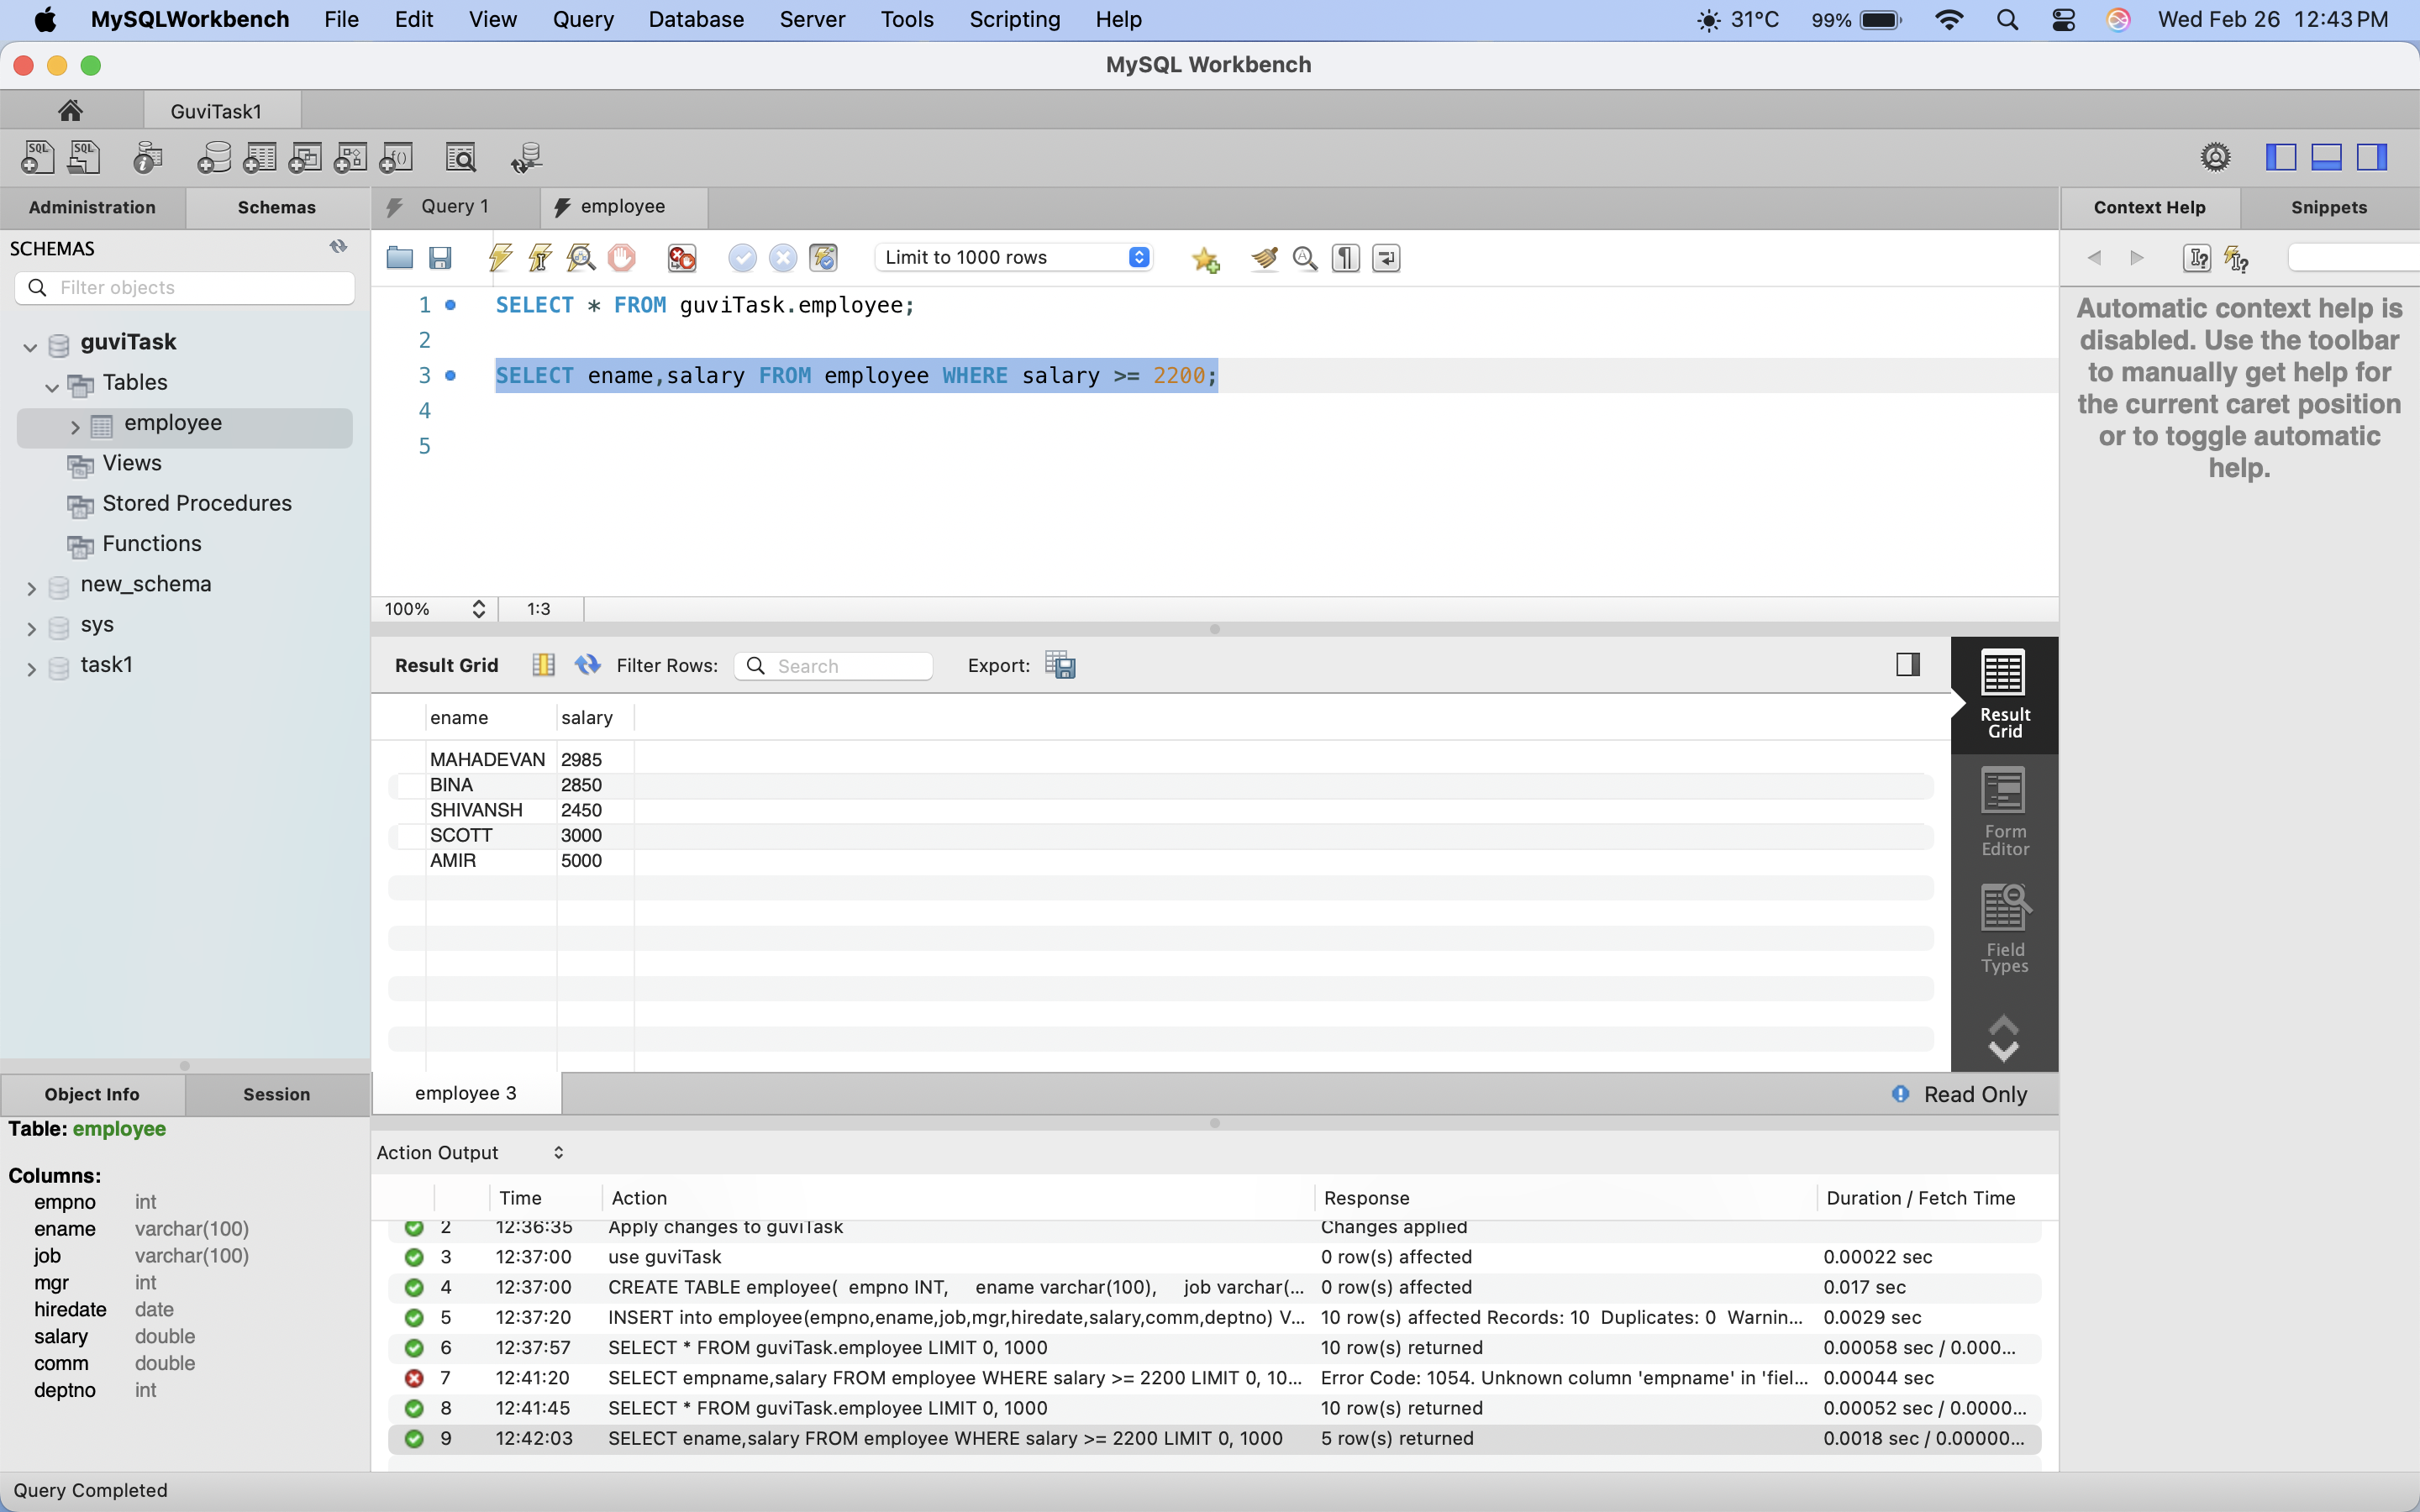 MySQLWorkbench File Edit View Query Database Server Tools Scripting Help 31°C 99% Wed Feb 26 12:43 PM
MySQL Workbench
GuviTask1
Administration Schemas
Query 1 employee
Context Help Snippets
SCHEMAS
Filter objects
guviTask
Tables
employee
Views
Stored Procedures
Functions
new_schema
sys
task1
Limit to 1000 rows
1 SELECT * FROM guviTask.employee;
2
3 SELECT ename,salary FROM employee WHERE salary >= 2200;
4
5
100% 1:3
Automatic context help is
disabled. Use the toolbar
to manually get help for
the current caret position
or to toggle automatic
help.
Result Grid Filter Rows: Search Export:
ename salary
MAHADEVAN 2985
BINA 2850
SHIVANSH 2450
SCOTT 3000
AMIR 5000
Result
Grid
Form
Editor
Field
Types
employee 3 Read Only
Object Info Session
Table: employee
Columns:
empno int
ename varchar(100)
job varchar(100)
mgr int
hiredate date
salary double
comm double
deptno int
Action Output
Time Action Response Duration / Fetch Time
2 12:36:35 Apply changes to guviTask Changes applied
3 12:37:00 use guviTask 0 row(s) affected 0.00022 sec
4 12:37:00 CREATE TABLE employee( empno INT, ename varchar(100), job varchar(... 0 row(s) affected 0.017 sec
5 12:37:20 INSERT into employee(empno,ename,job,mgr,hiredate,salary,comm,deptno) V... 10 row(s) affected Records: 10 Duplicates: 0 Warnin... 0.0029 sec
6 12:37:57 SELECT * FROM guviTask.employee LIMIT 0, 1000 10 row(s) returned 0.00058 sec / 0.000...
7 12:41:20 SELECT empname,salary FROM employee WHERE salary >= 2200 LIMIT 0, 10... Error Code: 1054. Unknown column 'empname' in 'fiel... 0.00044 sec
8 12:41:45 SELECT * FROM guviTask.employee LIMIT 0, 1000 10 row(s) returned 0.00052 sec / 0.0000...
9 12:42:03 SELECT ename,salary FROM employee WHERE salary >= 2200 LIMIT 0, 1000 5 row(s) returned 0.0018 sec / 0.00000...
Query Completed